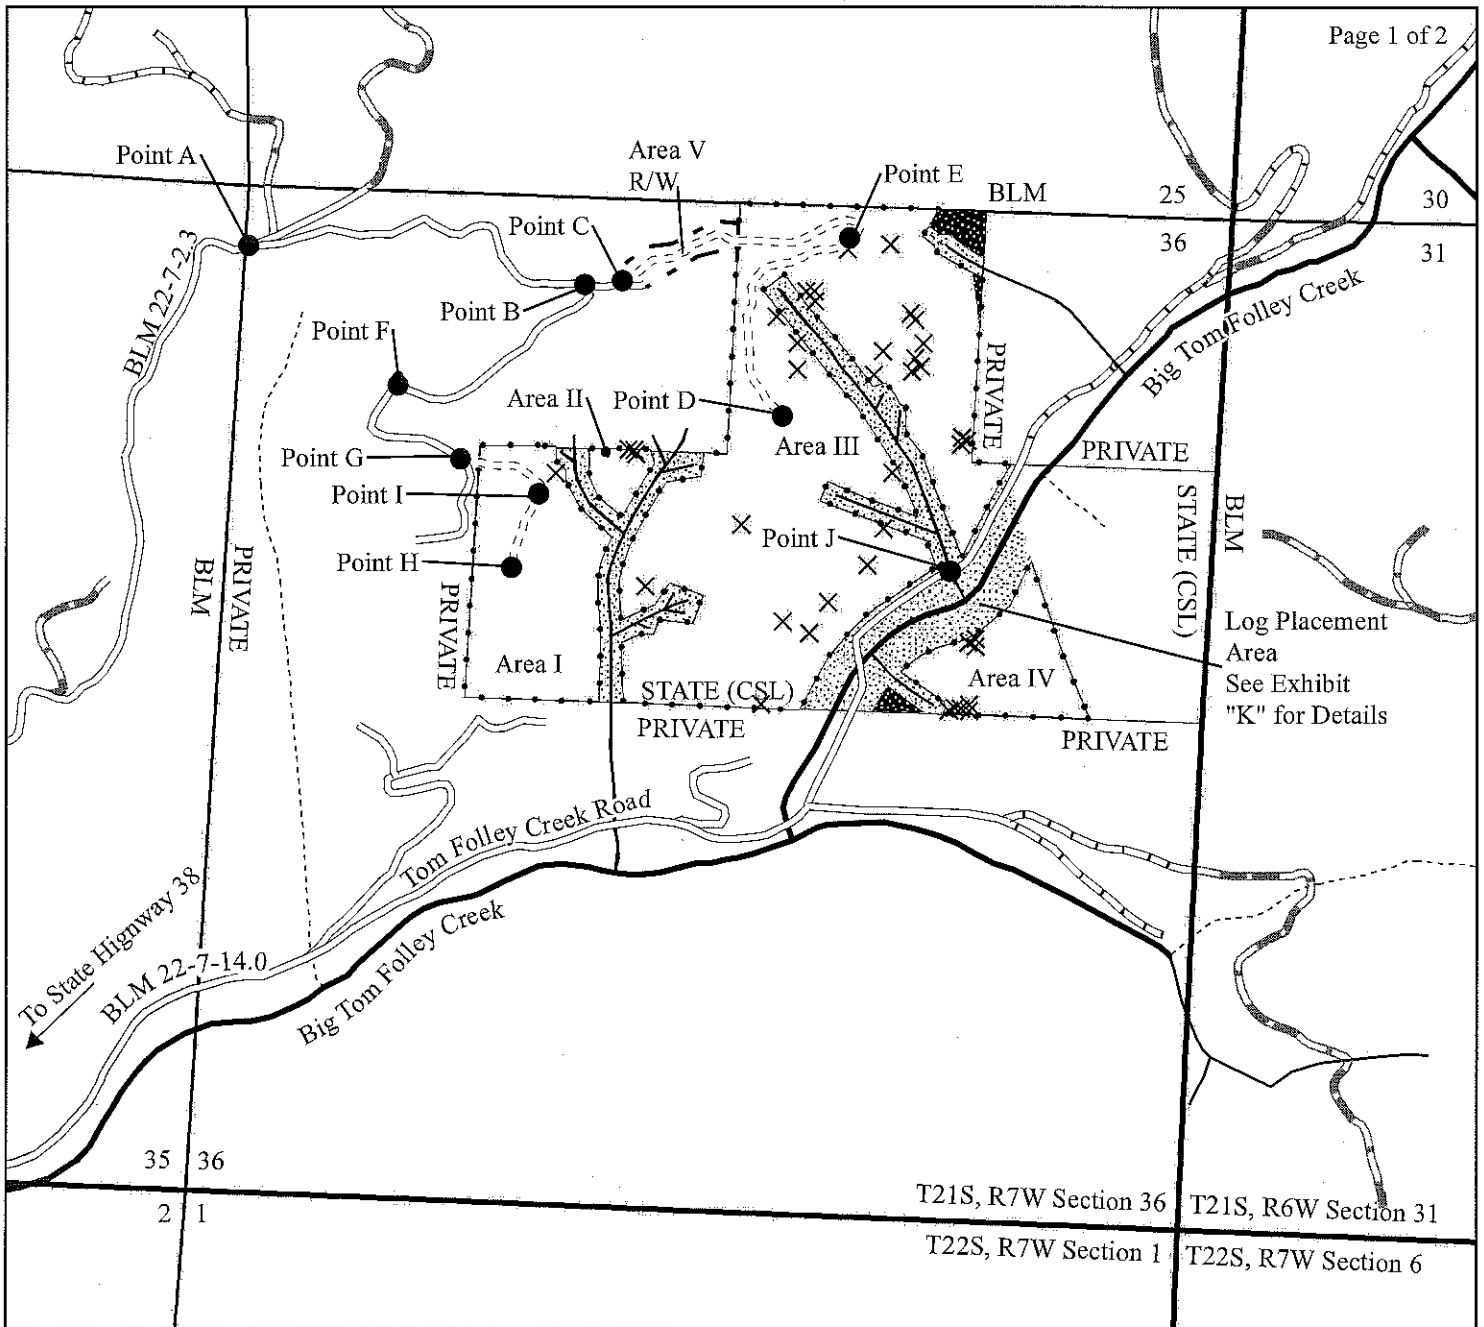 Page 1 of 2
Point A
Area V
R/W
Point E
BLM
25
30
36
31
Point C
Point B
BLM 22-7-2.3
Point F
Big Tom Folley Creek
PRIVATE
Area II
Point D
Area III
PRIVATE
Point G
Point I
STATE (CSL)
BLM
Point J
Point H
PRIVATE
BLM
PRIVATE
Log Placement
Area
See Exhibit
"K" for Details
Area I
Area IV
STATE (CSL)
PRIVATE
PRIVATE
Tom Folley Creek Road
To State Hignway 38
BLM 22-7-14.0
Big Tom Folley Creek
35
36
2
1
T21S, R7W Section 36
T21S, R6W Section 31
T22S, R7W Section 1
T22S, R7W Section 6